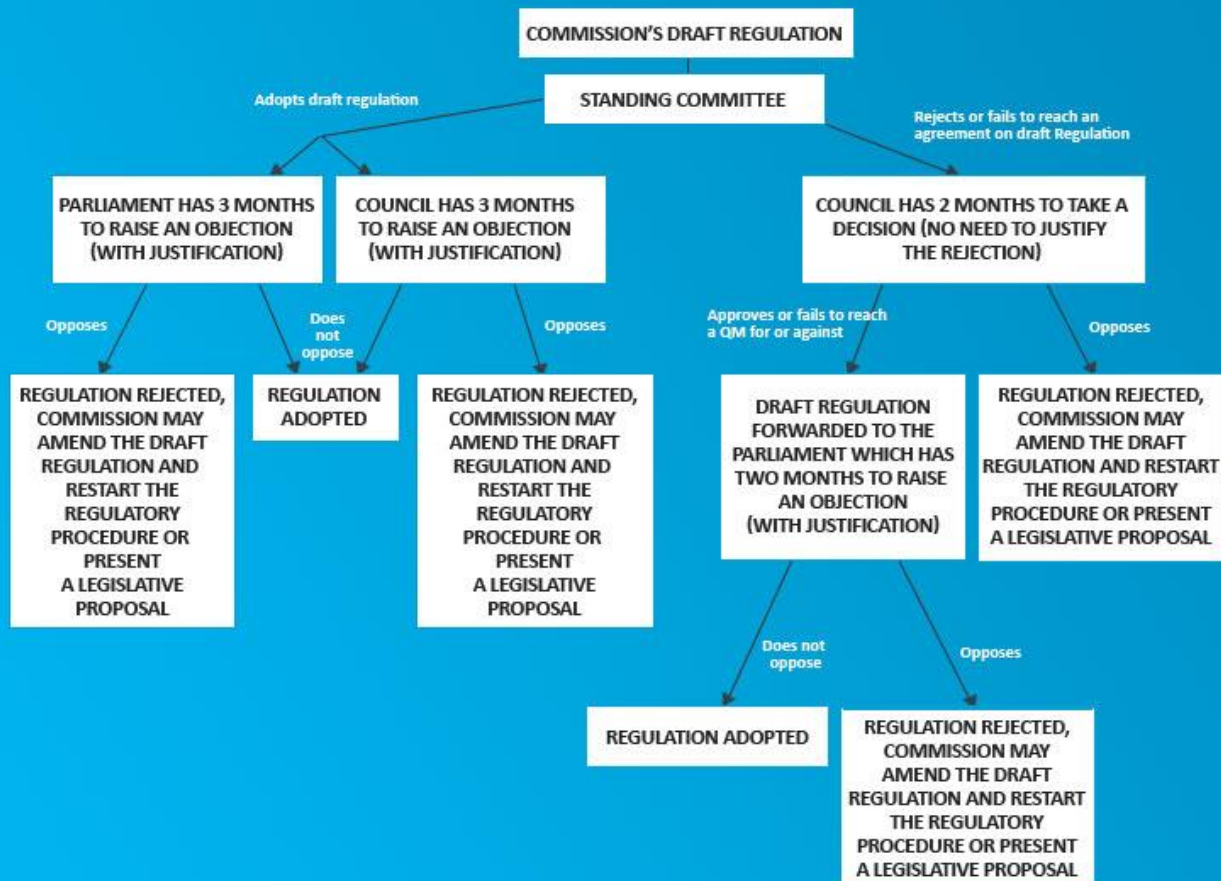 COMMISSION'S DRAFT REGULATION
STANDING COMMITTEE
Adopts draft regulation
Rejects or fails to reach an
agreement on draft Regulation
PARLIAMENT HAS 3 MONTHS
TO RAISE AN OBJECTION
(WITH JUSTIFICATION)
COUNCIL HAS 3 MONTHS
TO RAISE AN OBJECTION
(WITH JUSTIFICATION)
COUNCIL HAS 2 MONTHS TO TAKE A
DECISION (NO NEED TO JUSTIFY
THE REJECTION)
Opposes
Does
not
oppose
Opposes
Approves or fails to reach
a QM for or against
Opposes
REGULATION REJECTED,
COMMISSION MAY
AMEND THE DRAFT
REGULATION AND
RESTART THE
REGULATORY
PROCEDURE OR
PRESENT
A LEGISLATIVE
PROPOSAL
REGULATION
ADOPTED
REGULATION REJECTED,
COMMISSION MAY
AMEND THE DRAFT
REGULATION AND
RESTART THE
REGULATORY
PROCEDURE OR
PRESENT
A LEGISLATIVE
PROPOSAL
DRAFT REGULATION
FORWARDED TO THE
PARLIAMENT WHICH HAS
TWO MONTHS TO RAISE
AN OBJECTION
(WITH JUSTIFICATION)
REGULATION REJECTED,
COMMISSION MAY
AMEND THE DRAFT
REGULATION AND RESTART
THE REGULATORY
PROCEDURE OR PRESENT
A LEGISLATIVE PROPOSAL
Does not
oppose
Opposes
REGULATION ADOPTED
REGULATION REJECTED,
COMMISSION MAY
AMEND THE DRAFT
REGULATION AND RESTART
THE REGULATORY
PROCEDURE OR PRESENT
A LEGISLATIVE PROPOSAL